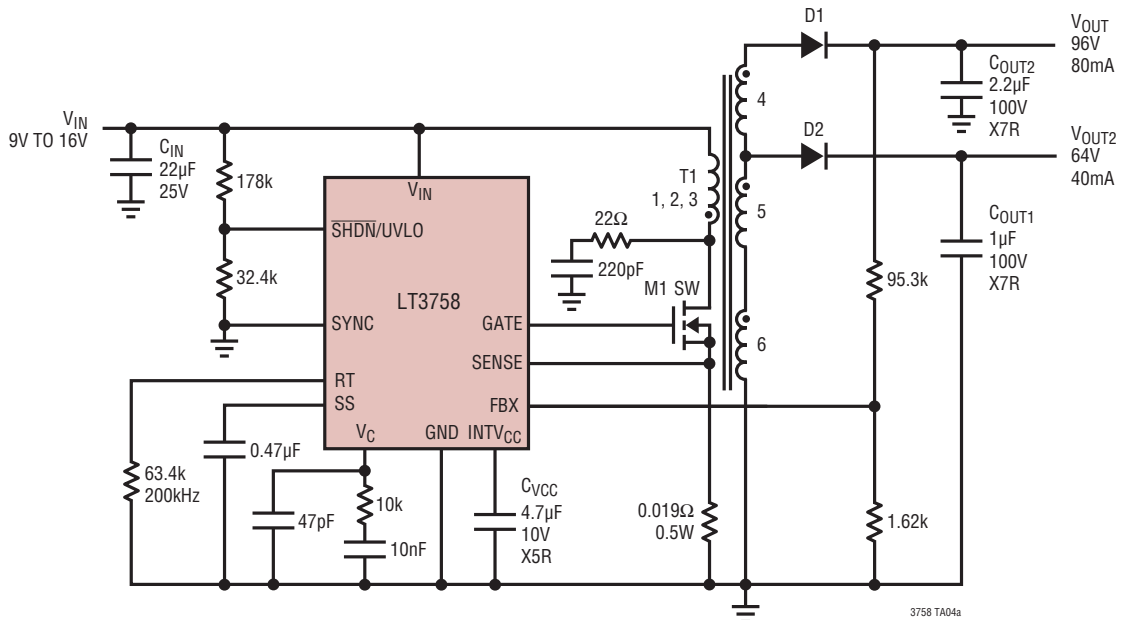 D1
V_OUT
96V
80mA
C_OUT2
2.2µF
100V
X7R
4
V_IN
9V TO 16V
C_IN
22µF
25V
D2
V_OUT2
64V
40mA
178k
V_IN
T1
1, 2, 3
5
C_OUT1
1µF
100V
X7R
SHDN/UVLO
22Ω
220pF
32.4k
LT3758
M1 SW
95.3k
SYNC
GATE
6
SENSE
RT
SS
FBX
V_C
GND
INTV_CC
0.47µF
63.4k
200kHz
47pF
10k
10nF
C_VCC
4.7µF
10V
X5R
0.019Ω
0.5W
1.62k
3758 TA04a